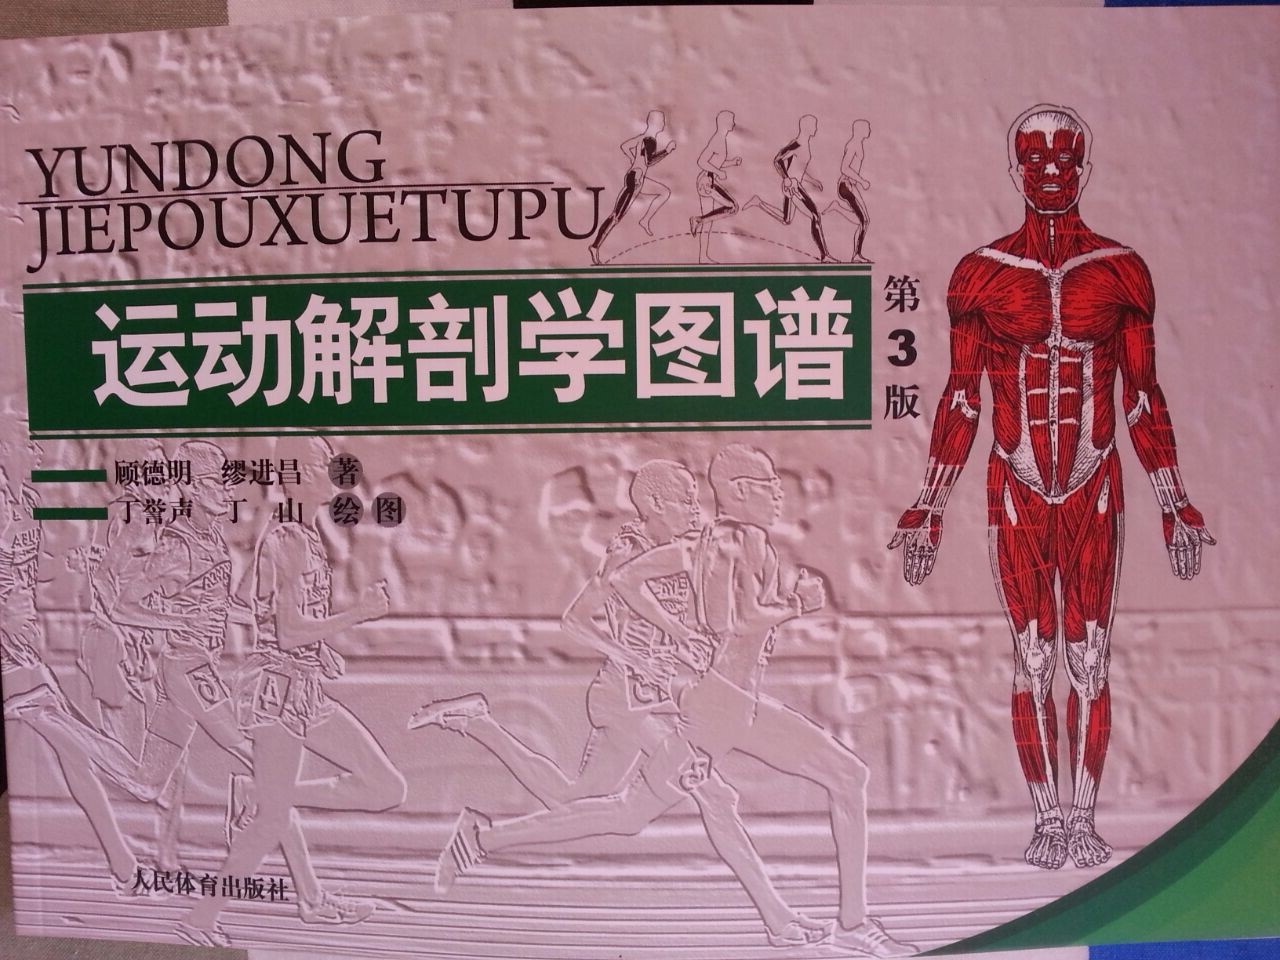 YUNDONG
JIEPOUXUETUPU
运动解剖学图谱
第3版
顾德明 缪进昌 著
丁誉声 丁山 绘图
人民体育出版社